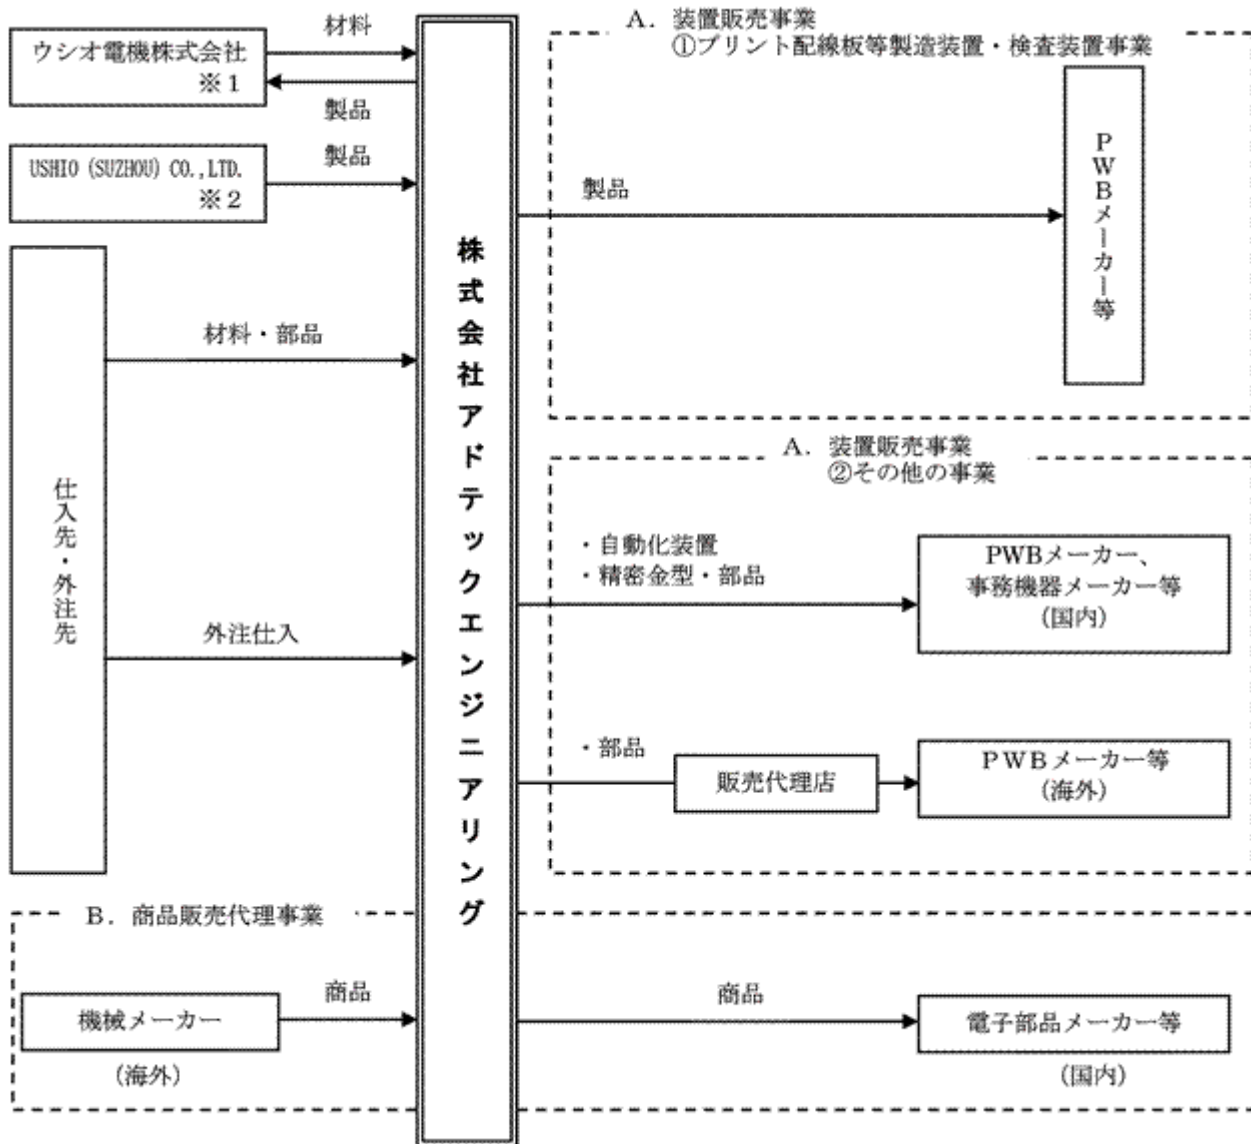 A．装置販売事業
①プリント配線板等製造装置・検査装置事業
ウシオ電機株式会社
※１
材料
製品
USHIO (SUZHOU) CO.,LTD.
※２
製品
仕入先・外注先
材料・部品
外注仕入
株式会社アドテックエンジニアリング
製品
ＰＷＢメーカー等
A．装置販売事業
②その他の事業
・自動化装置
・精密金型・部品
PWBメーカー、
事務機器メーカー等
(国内)
・部品
販売代理店
ＰＷＢメーカー等
(海外)
B．商品販売代理事業
機械メーカー
(海外)
商品
商品
電子部品メーカー等
(国内)